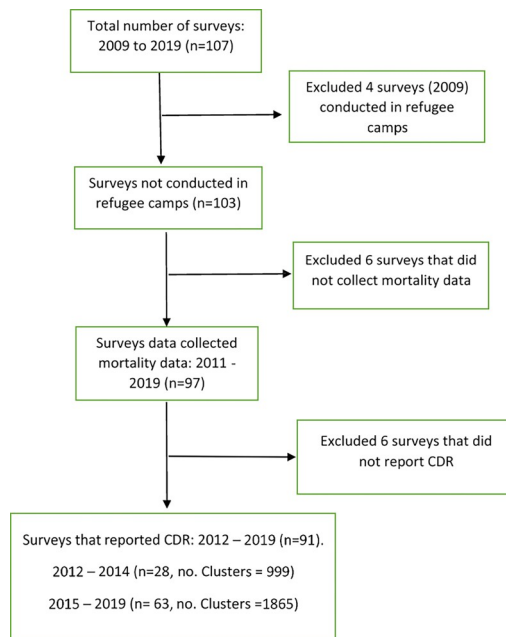 Total number of surveys:
2009 to 2019 (n=107)
Excluded 4 surveys (2009)
conducted in refugee
camps
Surveys not conducted in
refugee camps (n=103)
Excluded 6 surveys that did
not collect mortality data
Surveys data collected
mortality data: 2011 -
2019 (n=97)
Excluded 6 surveys that did
not report CDR
Surveys that reported CDR: 2012 – 2019 (n=91).
2012 – 2014 (n=28, no. Clusters = 999)
2015 – 2019 (n= 63, no. Clusters =1865)